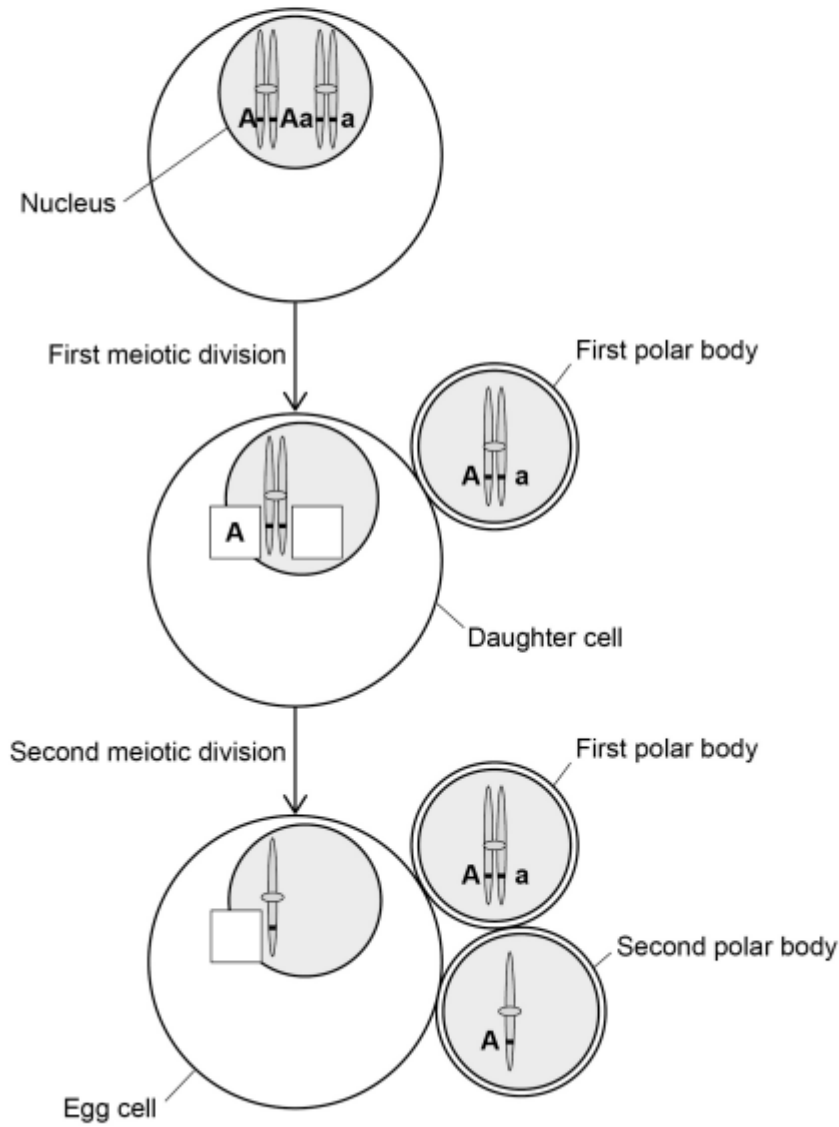 A Aa a
Nucleus
First meiotic division
First polar body
A a
A
Daughter cell
Second meiotic division
First polar body
A a
Second polar body
A
Egg cell